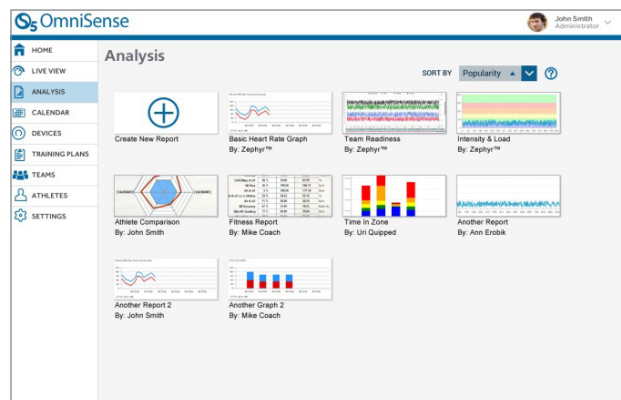 O5 OmniSense
John Smith
Administrator
HOME
LIVE VIEW
ANALYSIS
CALENDAR
DEVICES
TRAINING PLANS
TEAMS
ATHLETES
SETTINGS
Analysis
SORT BY Popularity
?
Create New Report
Basic Heart Rate Graph
By: Zephyr™
Team Readiness
By: Zephyr™
Intensity & Load
By: Zephyr™
Athlete Comparison
By: John Smith
Fitness Report
By: Mike Coach
Time In Zone
By: Uri Quipped
Another Report
By: Ann Erobik
Another Report 2
By: John Smith
Another Graph 2
By: Mike Coach